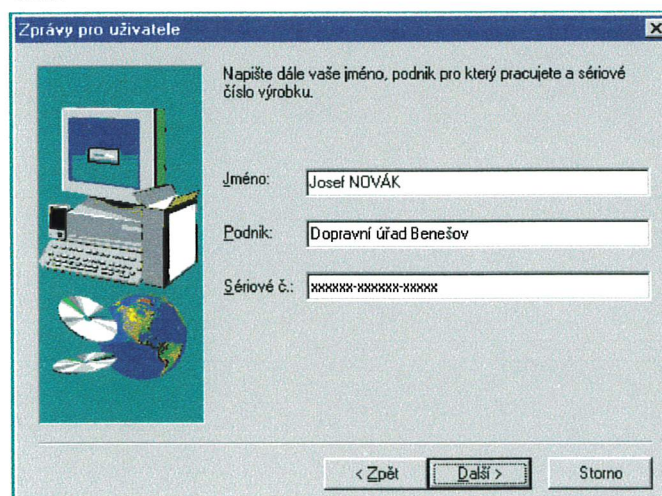 Zprávy pro uživatele
Napište dále vaše jméno, podnik pro který pracujete a sériové
číslo výrobku.
Jméno: Josef NOVÁK
Podnik: Dopravní úřad Benešov
Sériové č.: xxxxxx-xxxxxx-xxxxx
< Zpět Další > Storno